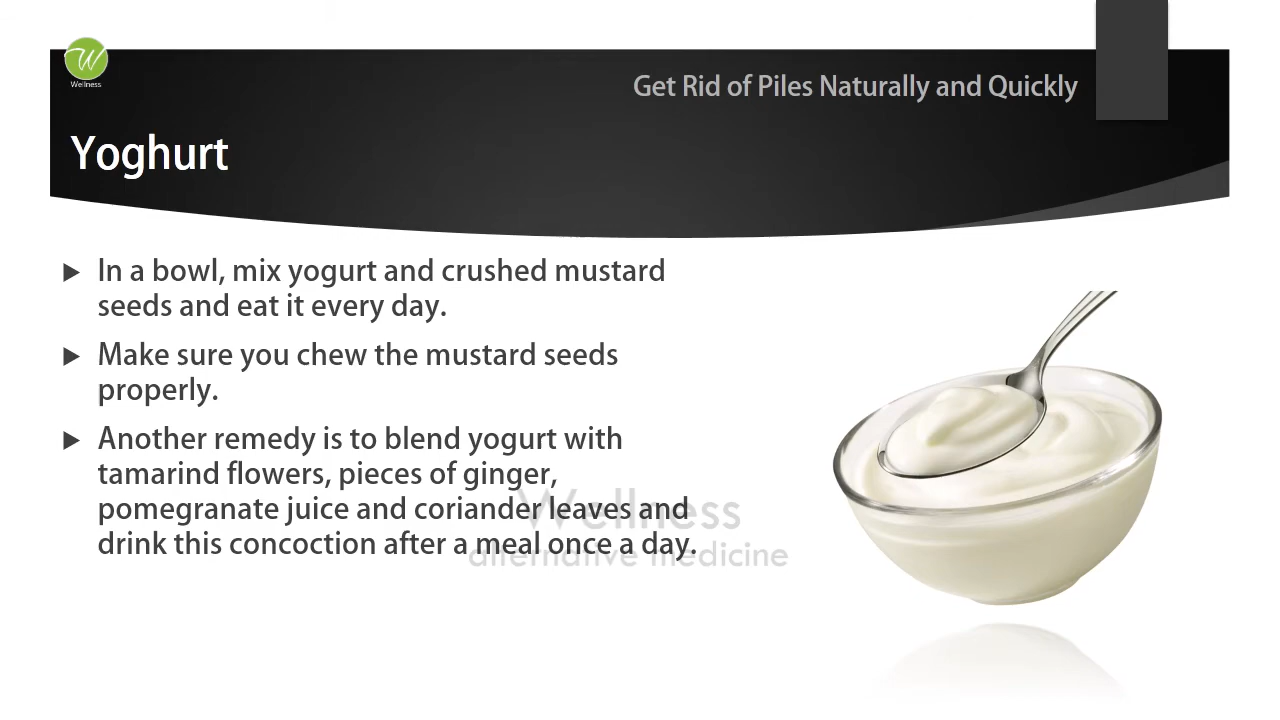 W
Wellness
Get Rid of Piles Naturally and Quickly
Yoghurt
In a bowl, mix yogurt and crushed mustard
seeds and eat it every day.
Make sure you chew the mustard seeds
properly.
Another remedy is to blend yogurt with
tamarind flowers, pieces of ginger,
pomegranate juice and coriander leaves and
drink this concoction after a meal once a day.
Wellness
alternative medicine